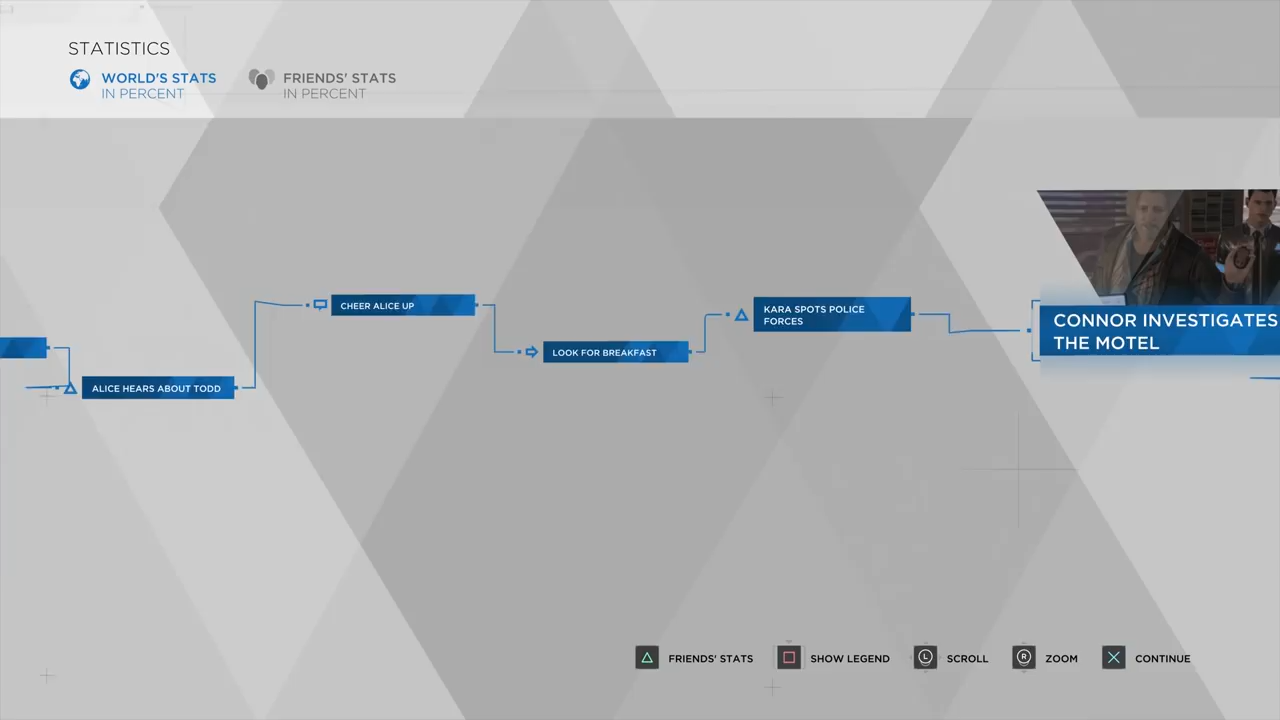 STATISTICS
WORLD'S STATS
IN PERCENT
FRIENDS' STATS
IN PERCENT
ALICE HEARS ABOUT TODD
CHEER ALICE UP
LOOK FOR BREAKFAST
KARA SPOTS POLICE
FORCES
CONNOR INVESTIGATES
THE MOTEL
FRIENDS' STATS
SHOW LEGEND
L
SCROLL
R
ZOOM
CONTINUE